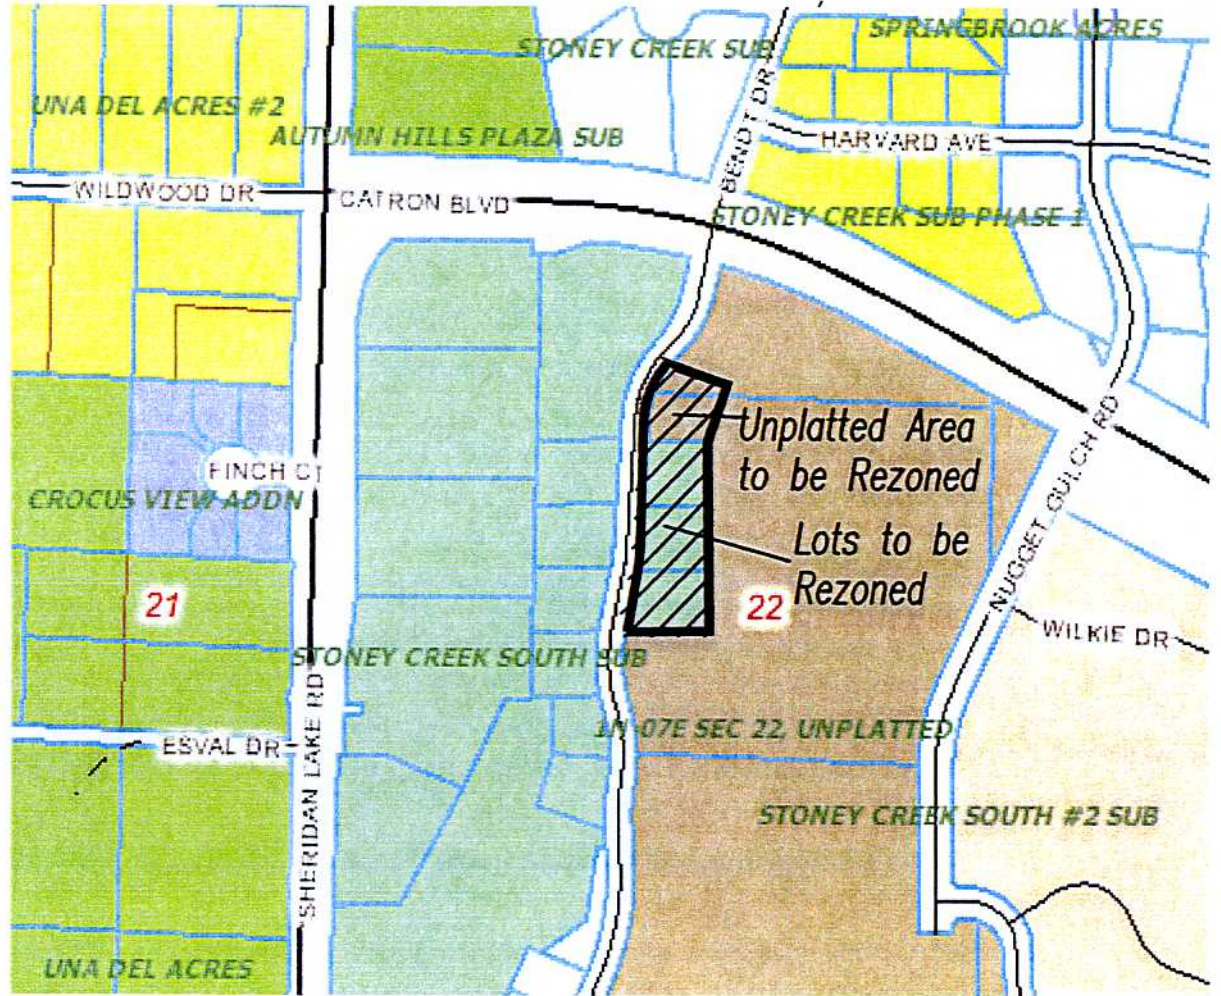 SPRINGBROOK ACRES
STONEY CREEK SUB
UNA DEL ACRES #2
AUTUMN HILLS PLAZA SUB
BENDT DR
HARVARD AVE
WILDWOOD DR
CATRON BLVD
STONEY CREEK SUB PHASE 1
Unplatted Area
to be Rezoned
FINCH CT
CROCUS VIEW ADDN
Lots to be
Rezoned
NUGGET GULCH RD
21
22
WILKIE DR
STONEY CREEK SOUTH SUB
1N-07E SEC 22, UNPLATTED
ESVAL DR
SHERIDAN LAKE RD
STONEY CREEK SOUTH #2 SUB
UNA DEL ACRES